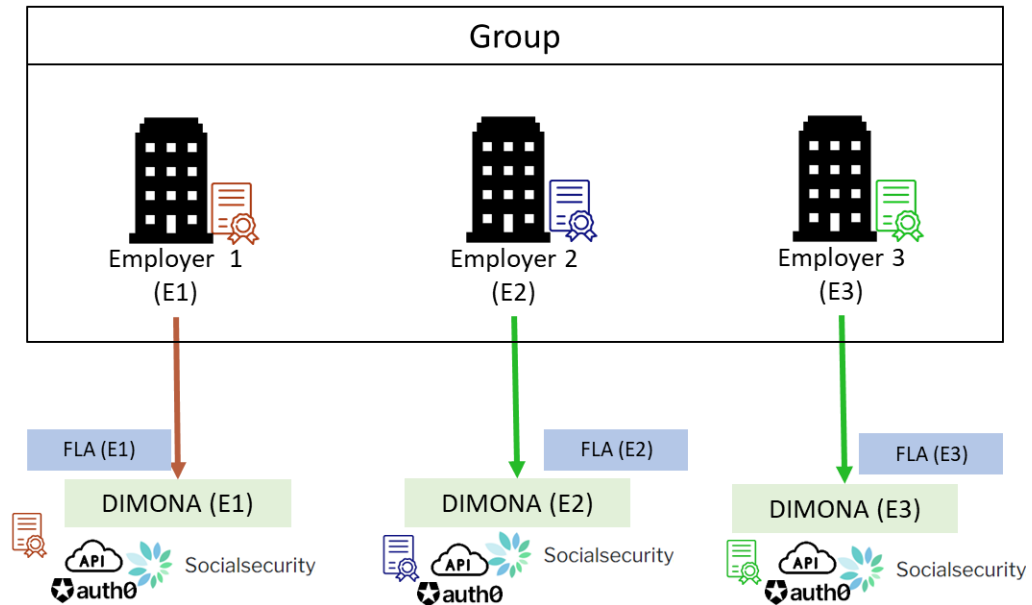 Group
Employer 1
(E1)
Employer 2
(E2)
Employer 3
(E3)
FLA (E1)
FLA (E2)
FLA (E3)
DIMONA (E1)
DIMONA (E2)
DIMONA (E3)
API
Socialsecurity
auth0
API
Socialsecurity
auth0
API
Socialsecurity
auth0